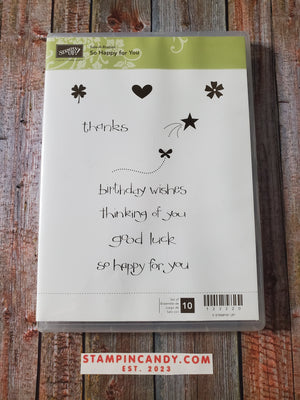 STAMPIN' UP!
So Happy for You
thanks
birthday wishes
thinking of you
good luck
so happy for you
10
STAMPINCANDY.COM
EST. 2023